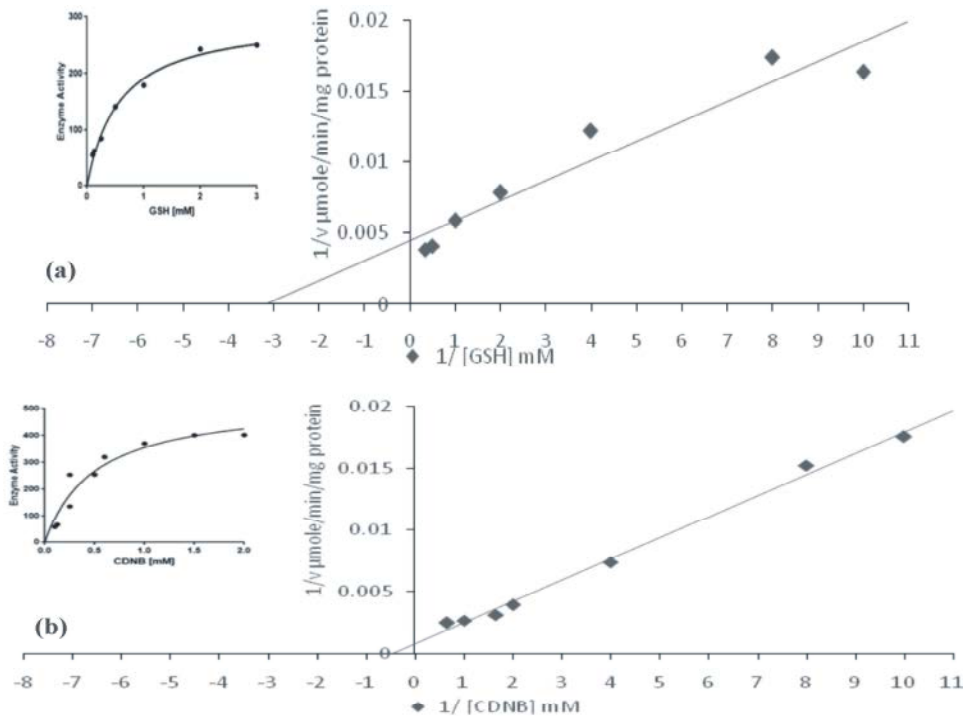 300
200
100
0
Enzyme Activity
0 1 2 3
GSH [mM]
(a)
1/v µmole/min/mg protein
0.02
0.015
0.01
0.005
0
-8 -7 -6 -5 -4 -3 -2 -1 0 1 2 3 4 5 6 7 8 9 10 11
1/ [GSH] mM
500
400
300
200
100
0
Enzyme Activity
0.0 0.5 1.0 1.5 2.0
CDNB [mM]
(b)
1/v µmole/min/mg protein
0.02
0.015
0.01
0.005
0
-8 -7 -6 -5 -4 -3 -2 -1 0 1 2 3 4 5 6 7 8 9 10 11
1/ [CDNB] mM